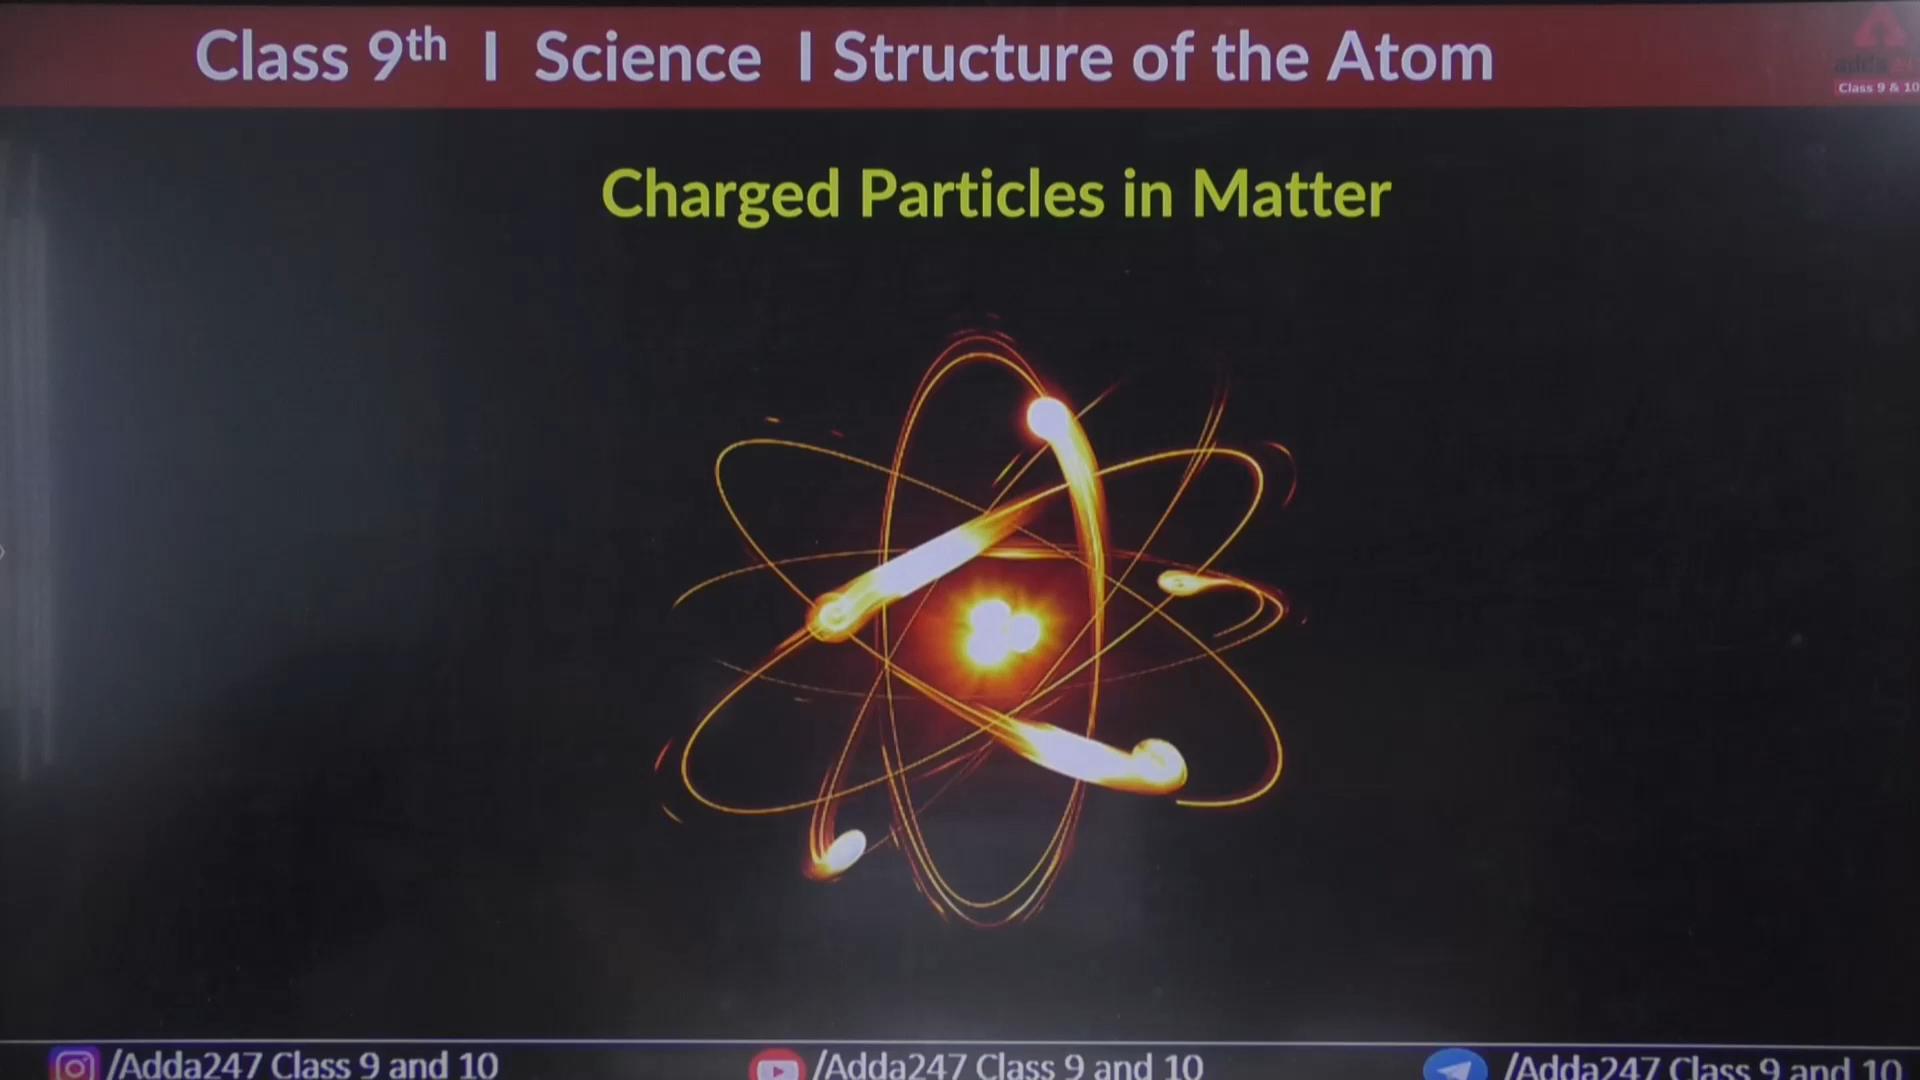 Class 9th I Science I Structure of the Atom
adda
Class 9 & 10
Charged Particles in Matter
/Adda247 Class 9 and 10
/Adda247 Class 9 and 10
/Adda247 Class 9 and 10